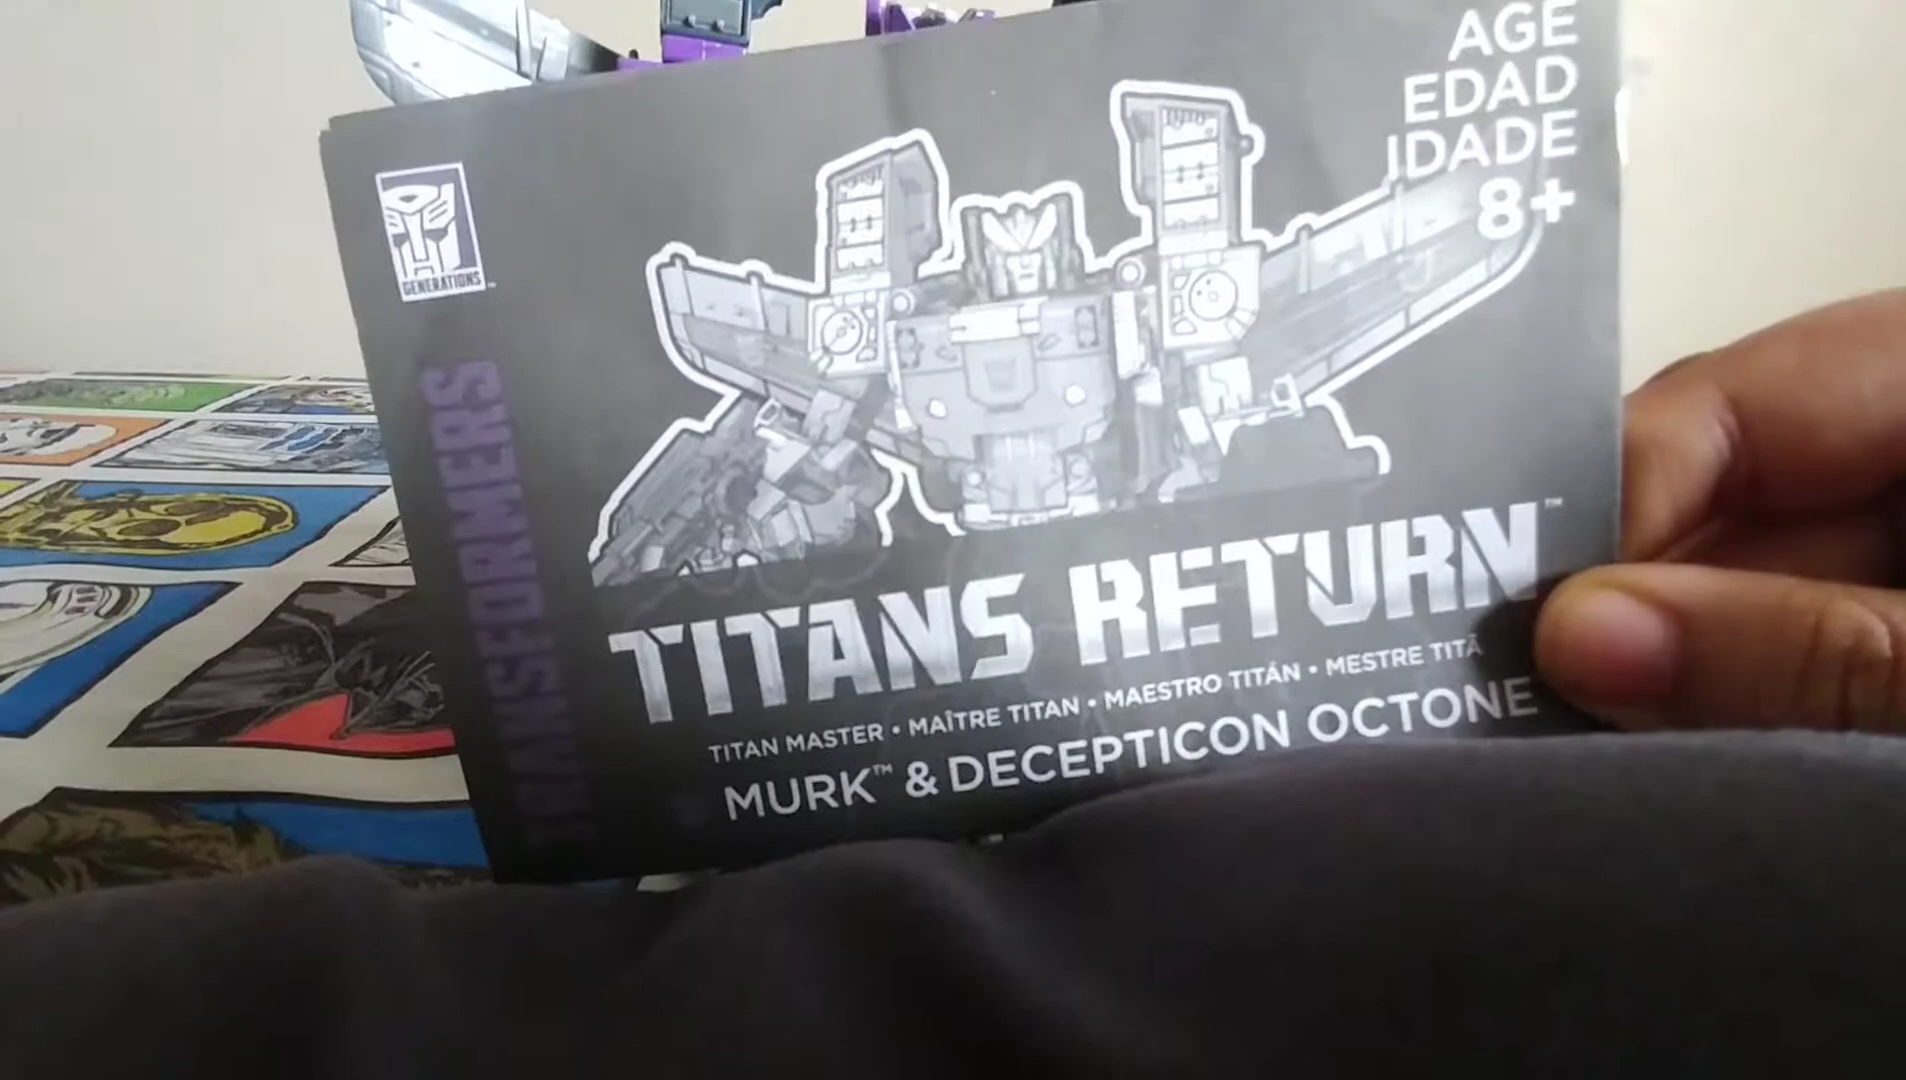 AGE
EDAD
IDADE
8+
GENERATIONS
TRANSFORMERS
TITANS RETURN™
TITAN MASTER • MAÎTRE TITAN • MAESTRO TITÁN • MESTRE TITÃ
MURK™ & DECEPTICON OCTONE